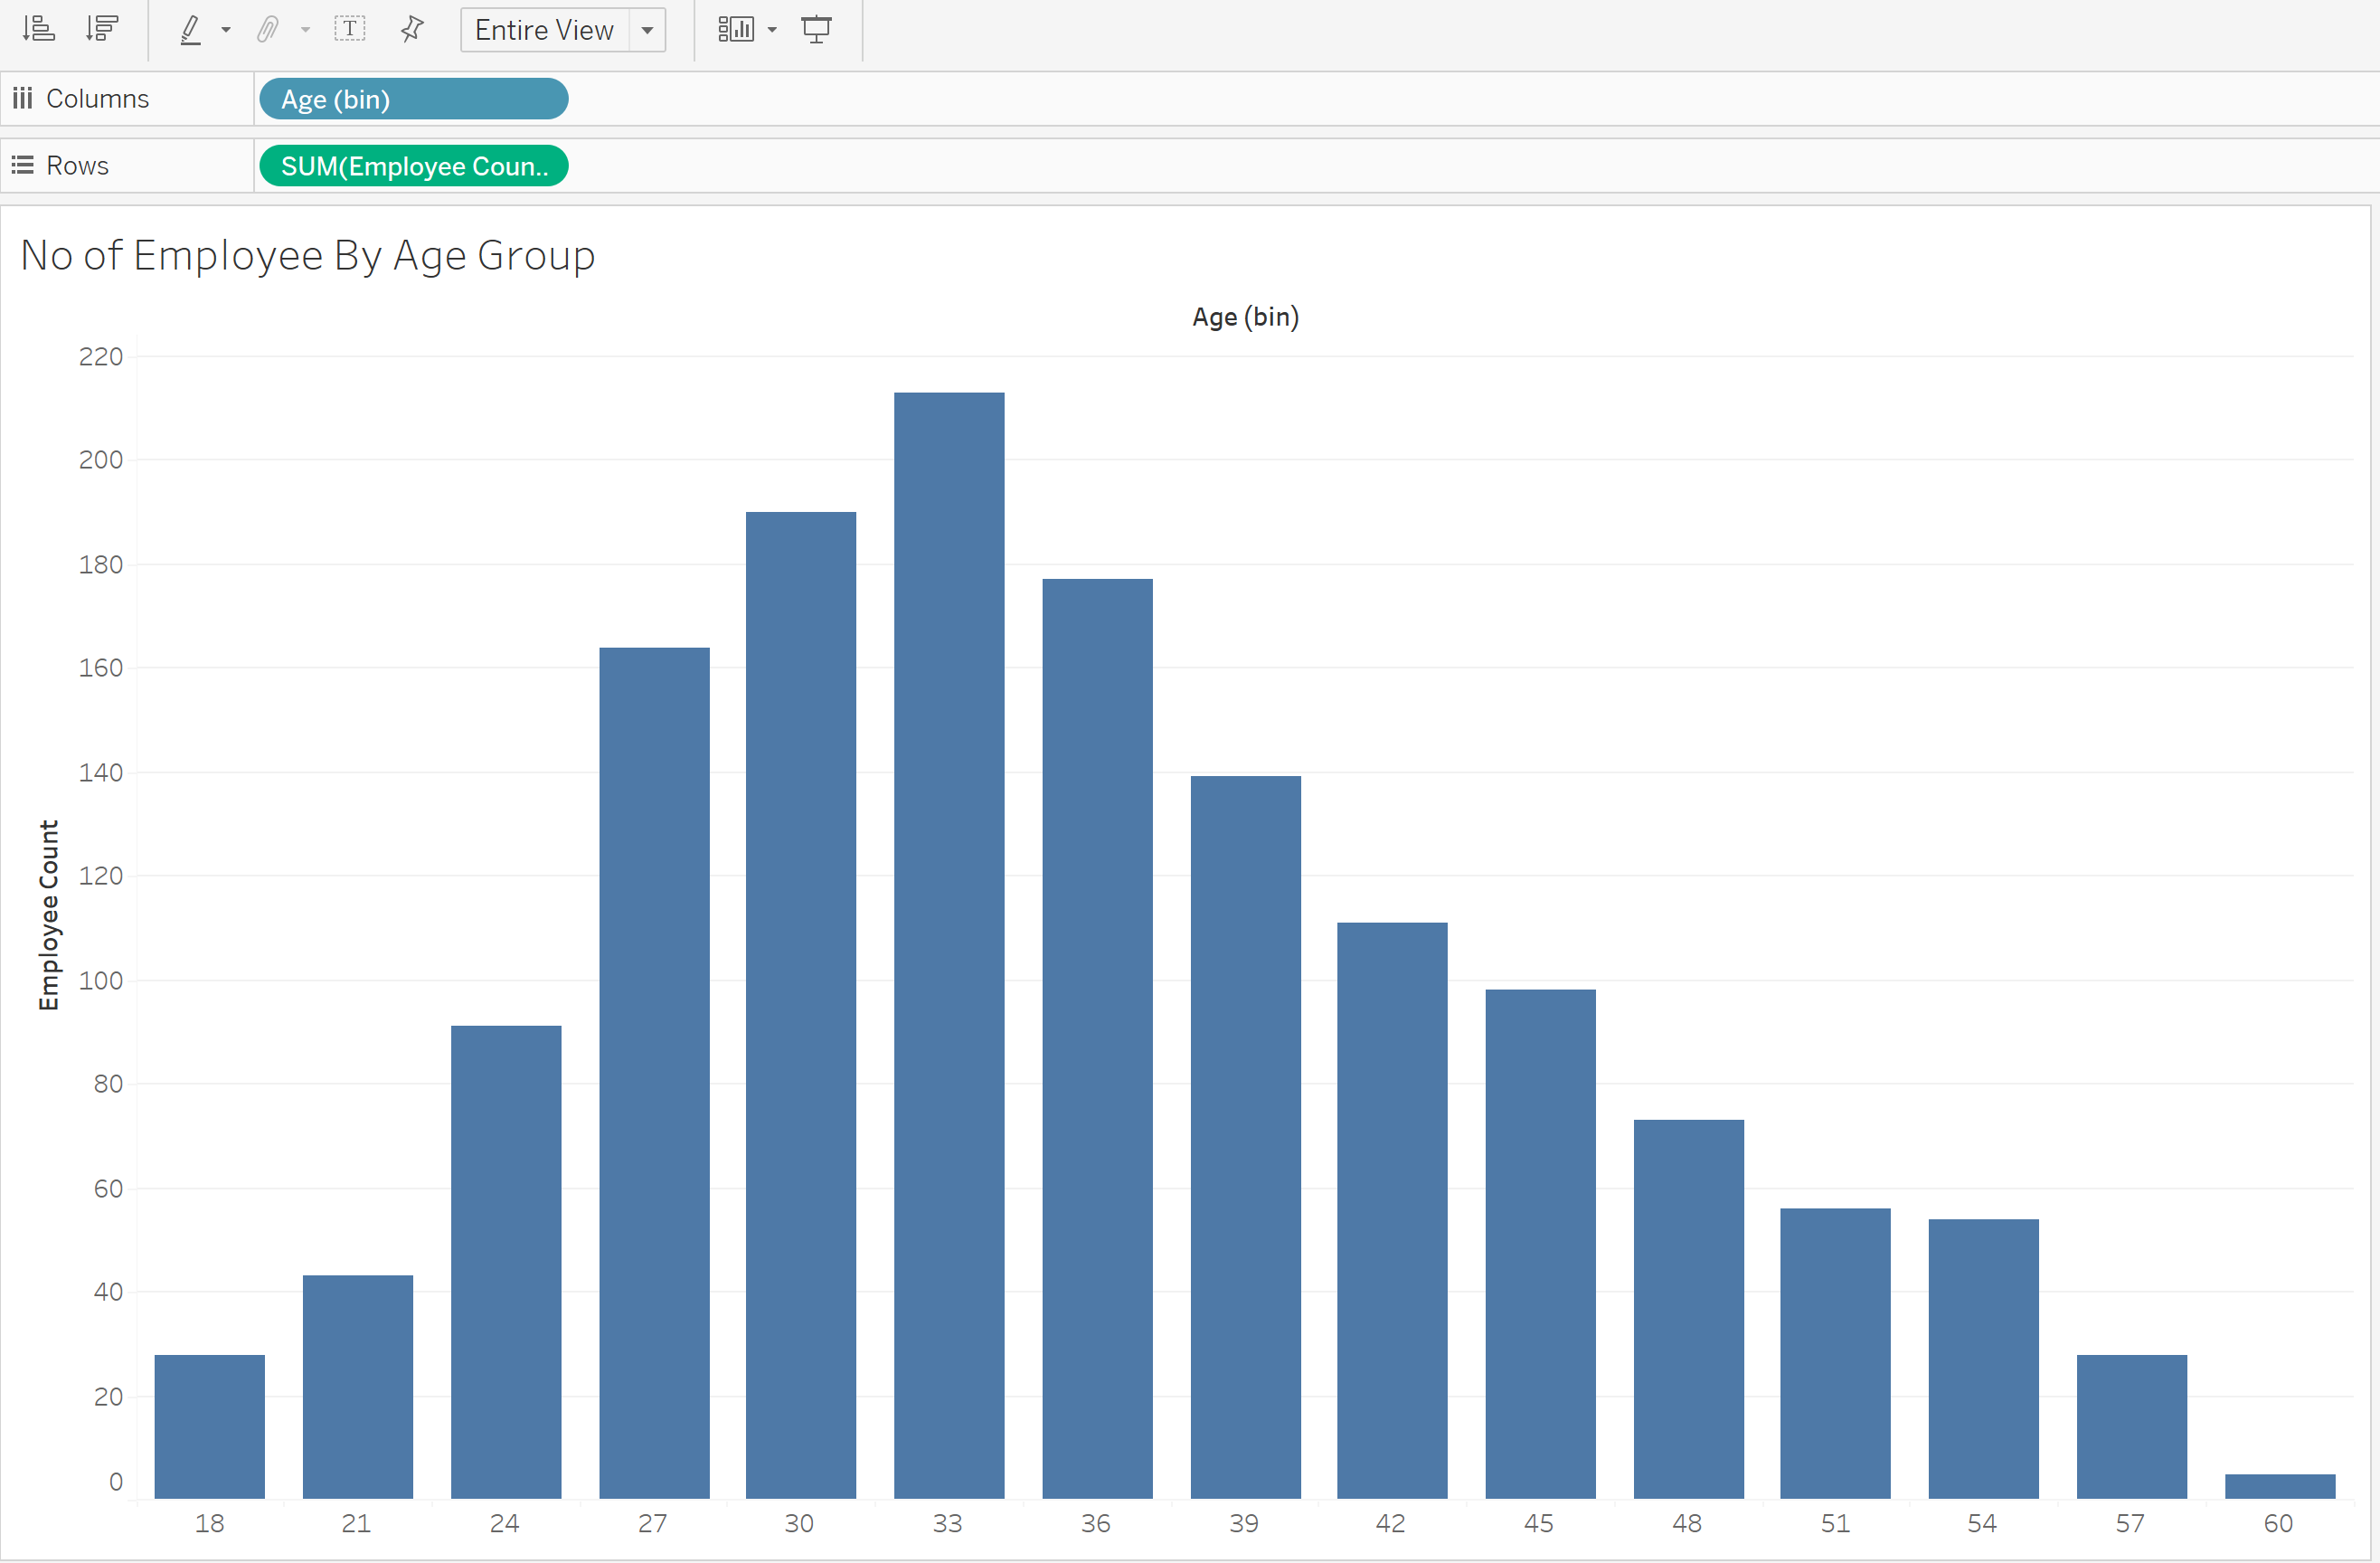 T Entire View
Columns Age (bin)
Rows SUM(Employee Coun..
No of Employee By Age Group
Age (bin)
220
200
180
160
140
120
100
80
60
40
20
0
Employee Count
18 21 24 27 30 33 36 39 42 45 48 51 54 57 60